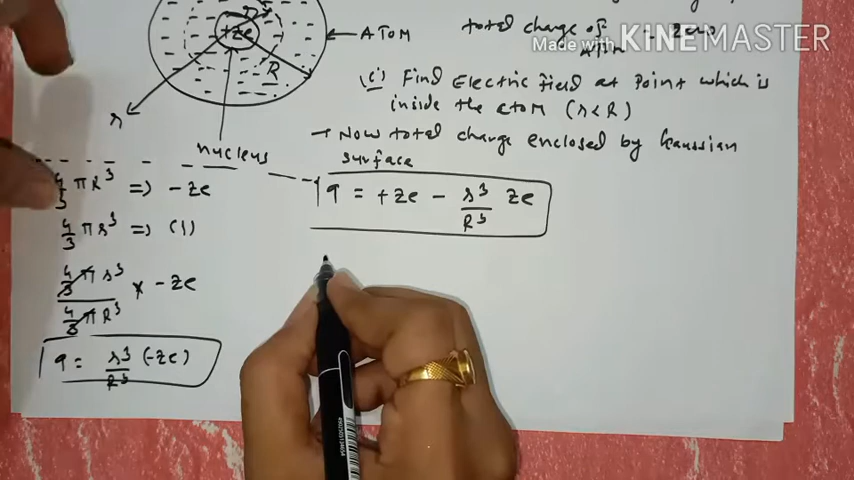 +ze
R
r
ATOM
nucleus
total charge of
Atom = Zero
Made with KINEMASTER
(i) Find Electric field at Point which is
inside the atom (r<R)
→ Now total charge enclosed by Gaussian
surface
q = +ze - r³/R³ ze
4/3 πR³ => -ze
4/3 πr³ => (1)
4/3 πr³ / 4/3 πR³ × -ze
q = r³/R³ (-ze)